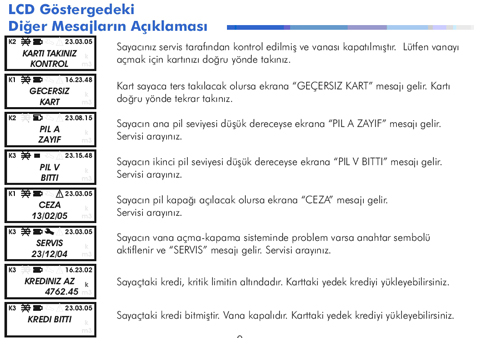 LCD Göstergedeki
Diğer Mesajların Açıklaması
K2 23.03.05
KARTI TAKINIZ
KONTROL
Sayacınız servis tarafından kontrol edilmiş ve vanası kapatılmıştır. Lütfen vanayı
açmak için kartınızı doğru yönde takınız.
K1 16.23.48
GECERSIZ
KART
Kart sayaca ters takılacak olursa ekrana “GEÇERSIZ KART” mesajı gelir. Kartı
doğru yönde tekrar takınız.
K2 23.08.15
PIL A
ZAYIF
Sayacın ana pil seviyesi düşük dereceyse ekrana “PIL A ZAYIF” mesajı gelir.
Servisi arayınız.
K3 23.15.48
PIL V
BITTI
Sayacın ikinci pil seviyesi düşük dereceyse ekrana “PIL V BITTI” mesajı gelir.
Servisi arayınız.
K1 23.03.05
CEZA
13/02/05
Sayacın pil kapağı açılacak olursa ekrana “CEZA” mesajı gelir.
Servisi arayınız.
K3 23.03.05
SERVIS
23/12/04
Sayacın vana açma-kapama sisteminde problem varsa anahtar sembolü
aktiflenir ve “SERVIS” mesajı gelir. Servisi arayınız.
K3 16.23.02
KREDINIZ AZ
4762.45 k
Sayaçtaki kredi, kritik limitin altındadır. Karttaki yedek krediyi yükleyebilirsiniz.
K3 23.03.05
KREDI BITTI
Sayaçtaki kredi bitmiştir. Vana kapalıdır. Karttaki yedek krediyi yükleyebilirsiniz.